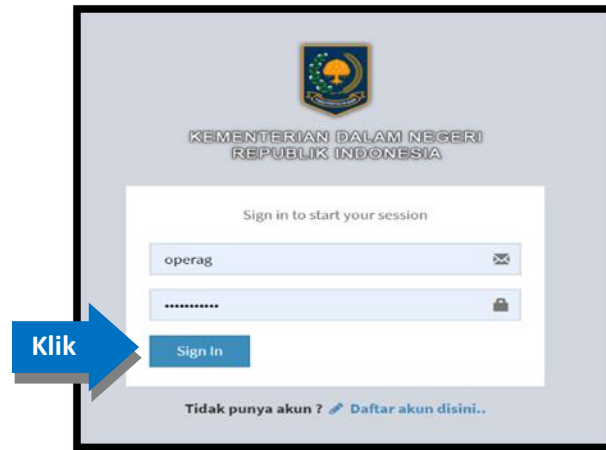 KEMENTERIAN DALAM NEGERI
REPUBLIK INDONESIA
Sign in to start your session
operag
•••••••••••
Klik
Sign In
Tidak punya akun ? Daftar akun disini..